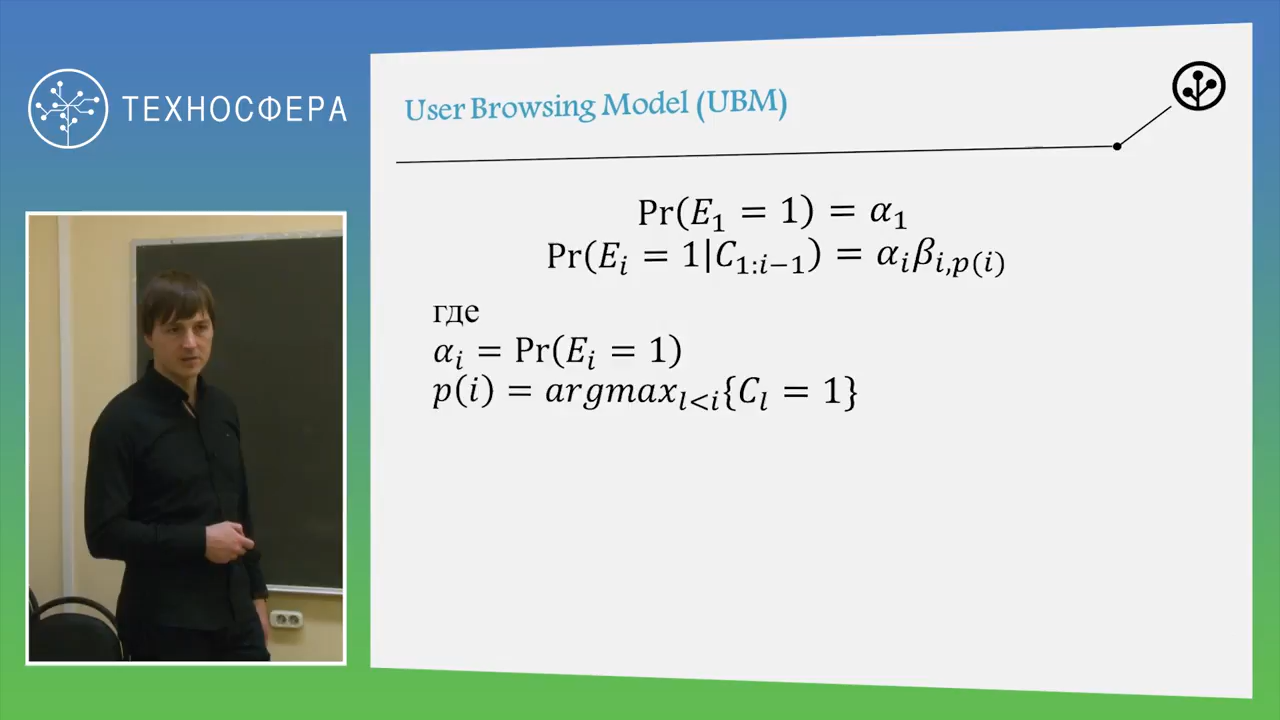 ТЕХНОСФЕРА
User Browsing Model (UBM)
Pr(E₁ = 1) = α₁
Pr(Eᵢ = 1|C₁:ᵢ₋₁) = αᵢβᵢ,ₚ₍ᵢ₎
где
αᵢ = Pr(Eᵢ = 1)
p(i) = argmaxₗ<ᵢ{Cₗ = 1}